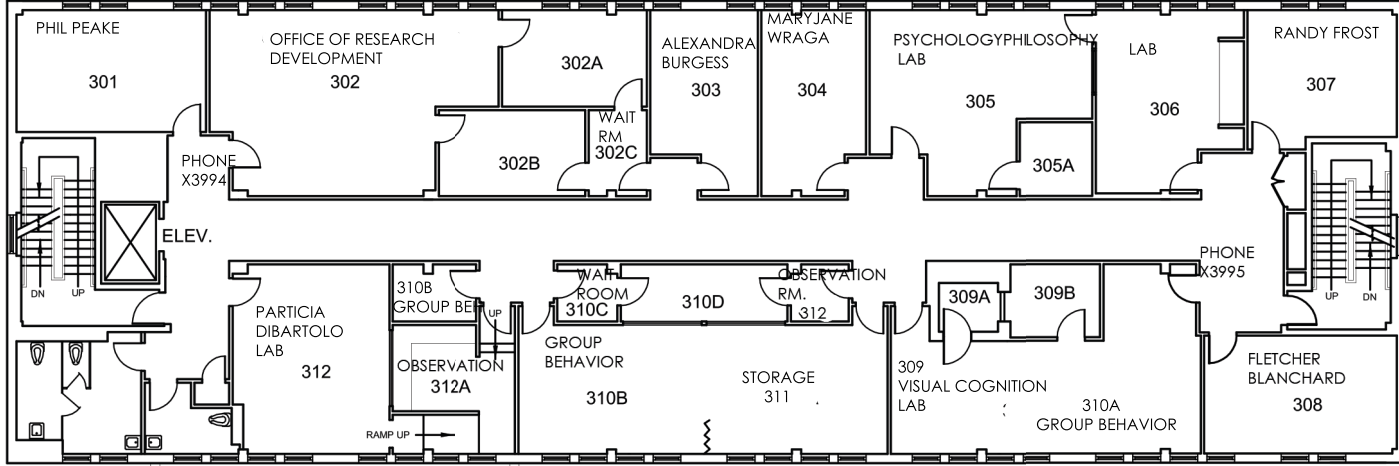 PHIL PEAKE
301
OFFICE OF RESEARCH
DEVELOPMENT
302
302A
302B
WAIT
RM
302C
ALEXANDRA
BURGESS
303
MARYJANE
WRAGA
304
PSYCHOLOGYPHILOSOPHY
LAB
305
305A
LAB
306
RANDY FROST
307
PHONE
X3994
ELEV.
DN
UP
PHONE
X3995
UP
DN
PARTICIA
DIBARTOLO
LAB
312
310B
GROUP BEH
UP
OBSERVATION
312A
RAMP UP
WAIT
ROOM
310C
310D
OBSERVATION
RM.
312
GROUP
BEHAVIOR
310B
STORAGE
311
309A
309B
309
VISUAL COGNITION
LAB
310A
GROUP BEHAVIOR
FLETCHER
BLANCHARD
308